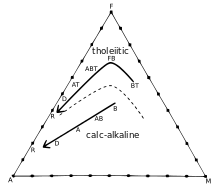 F
tholeiitic
FB
ABT
AT
BT
D
R
B
AB
A
calc-alkaline
D
R
A
M